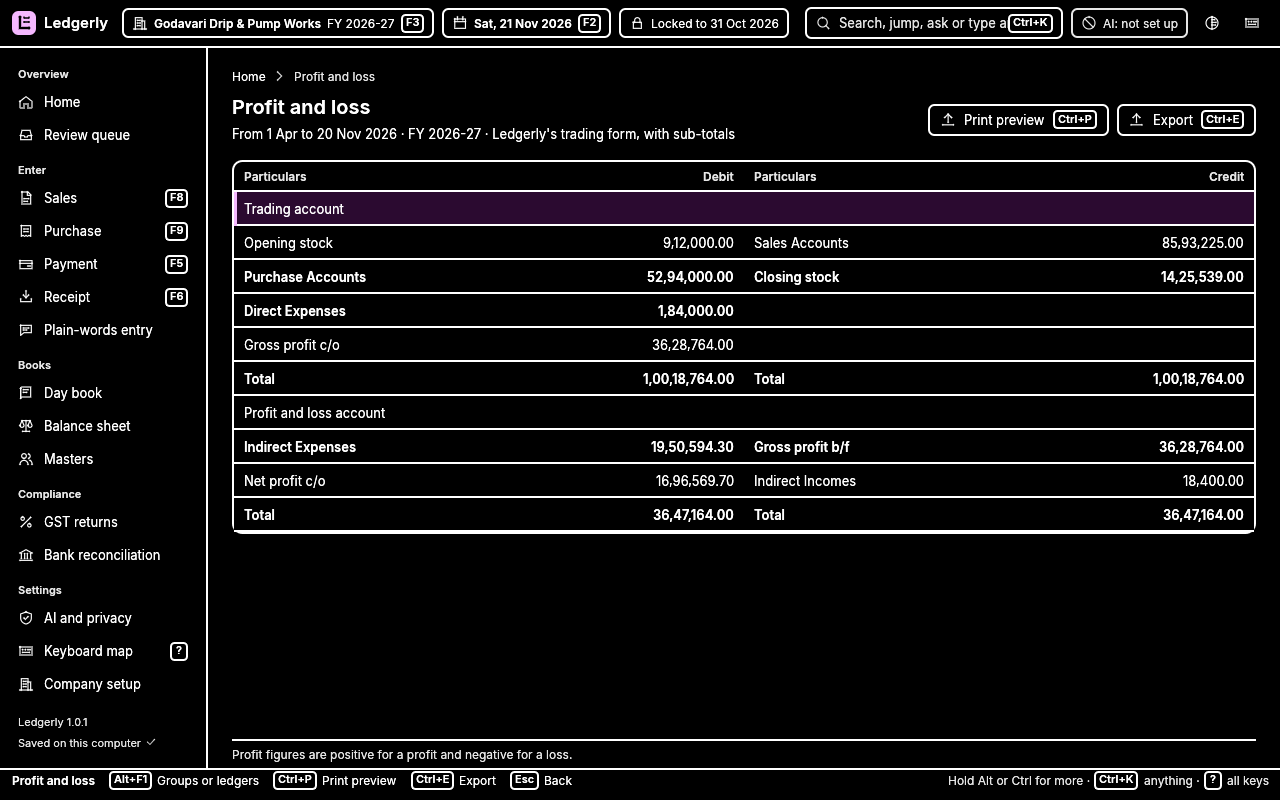 Ledgerly
Godavari Drip & Pump Works FY 2026-27 F3
Sat, 21 Nov 2026 F2
Locked to 31 Oct 2026
Search, jump, ask or type a Ctrl+K
AI: not set up
Overview
Home
Review queue
Enter
Sales F8
Purchase F9
Payment F5
Receipt F6
Plain-words entry
Books
Day book
Balance sheet
Masters
Compliance
GST returns
Bank reconciliation
Settings
AI and privacy
Keyboard map ?
Company setup
Ledgerly 1.0.1
Saved on this computer
Home > Profit and loss
Profit and loss
From 1 Apr to 20 Nov 2026 · FY 2026-27 · Ledgerly's trading form, with sub-totals
Print preview Ctrl+P
Export Ctrl+E
Particulars Debit Particulars Credit
Trading account
Opening stock 9,12,000.00 Sales Accounts 85,93,225.00
Purchase Accounts 52,94,000.00 Closing stock 14,25,539.00
Direct Expenses 1,84,000.00
Gross profit c/o 36,28,764.00
Total 1,00,18,764.00 Total 1,00,18,764.00
Profit and loss account
Indirect Expenses 19,50,594.30 Gross profit b/f 36,28,764.00
Net profit c/o 16,96,569.70 Indirect Incomes 18,400.00
Total 36,47,164.00 Total 36,47,164.00
Profit figures are positive for a profit and negative for a loss.
Profit and loss Alt+F1 Groups or ledgers Ctrl+P Print preview Ctrl+E Export Esc Back
Hold Alt or Ctrl for more · Ctrl+K anything · ? all keys